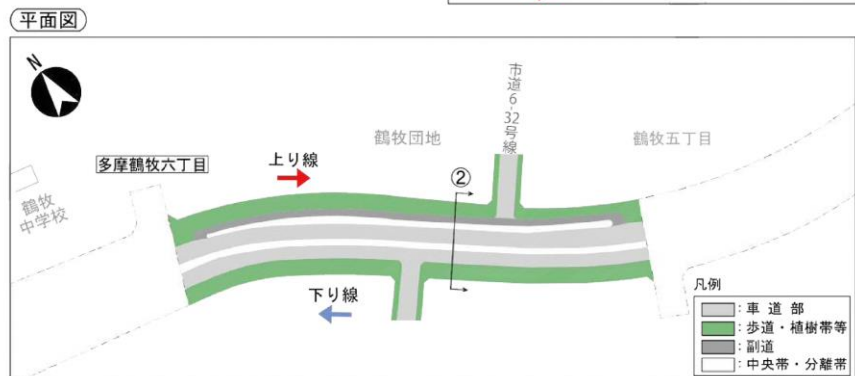 平面図
N
市道6-32号線
鶴牧団地
鶴牧五丁目
多摩鶴牧六丁目
上り線
②
鶴牧
中学校
下り線
凡例
:車道部
:歩道・植樹帯等
:副道
:中央帯・分離帯